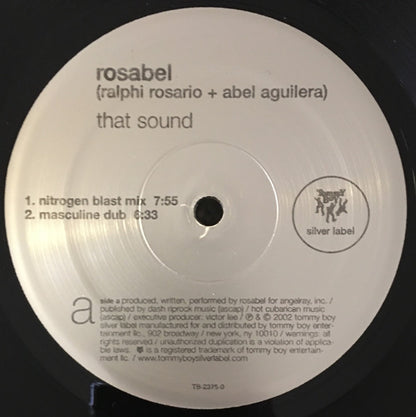 rosabel
(ralphi rosario + abel aguilera)
that sound
1. nitrogen blast mix 7:55
2. masculine dub 6:33
Tommy Boy
silver label
a
side a produced, written, performed by rosabel for angelray, inc. /
published by dash riprock music (ascap) / hot cubanican music
(ascap) / executive producer: victor lee / ℗ & © 2002 tommy boy
silver label manufactured for and distributed by tommy boy enter-
tainment llc., 902 broadway / new york, ny 10010 / warnings: all
rights reserved / unauthorized duplication is a violation of applica-
ble laws. is a registered trademark of tommy boy entertain-
ment llc. / www.tommyboysilverlabel.com
TB-2375-0